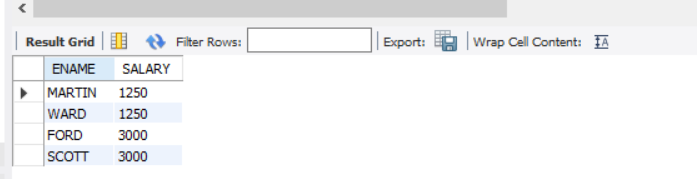 Result Grid Filter Rows: Export: Wrap Cell Content:
ENAME SALARY
MARTIN 1250
WARD 1250
FORD 3000
SCOTT 3000